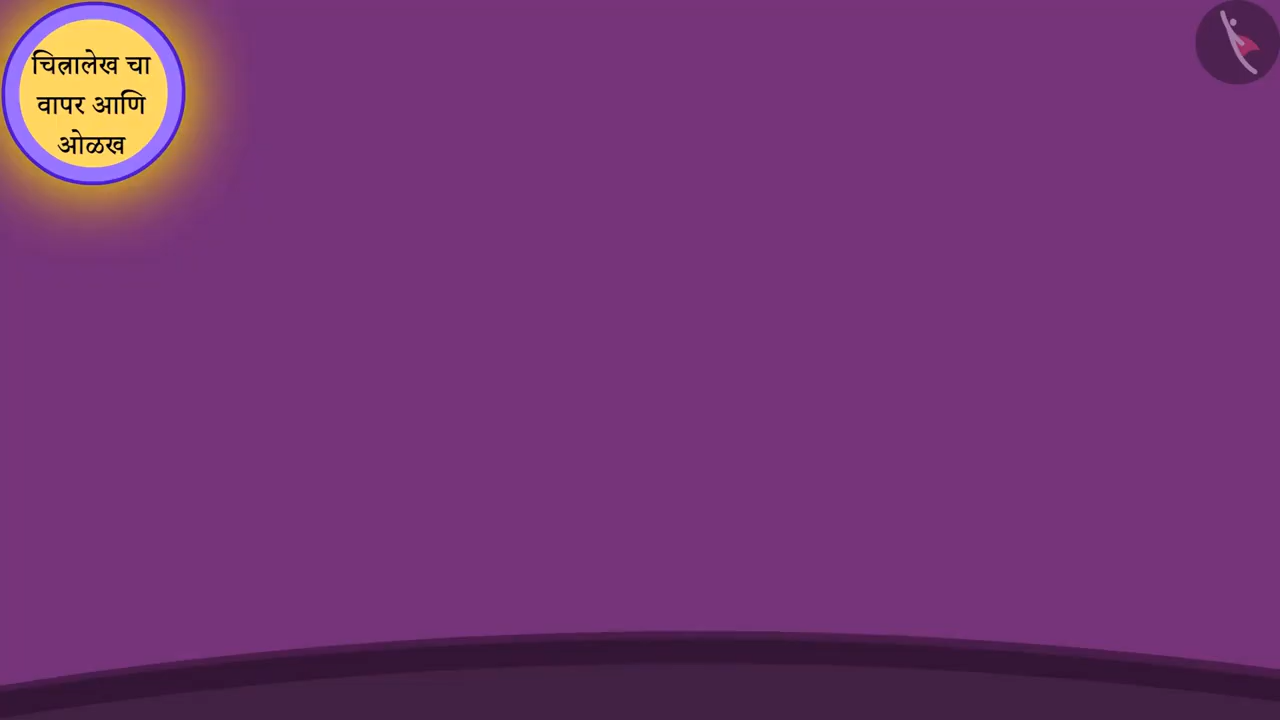 चित्रालेख चा
वापर आणि
ओळख